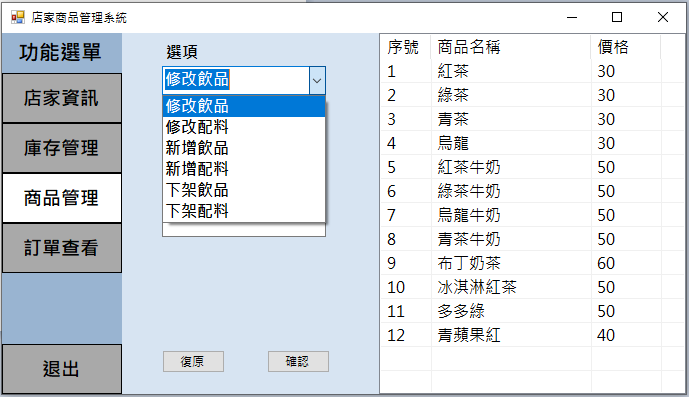 店家商品管理系統
功能選單
店家資訊
庫存管理
商品管理
訂單查看
退出
選項
修改飲品
修改飲品
修改配料
新增飲品
新增配料
下架飲品
下架配料
復原 確認
序號 商品名稱 價格
1 紅茶 30
2 綠茶 30
3 青茶 30
4 烏龍 30
5 紅茶牛奶 50
6 綠茶牛奶 50
7 烏龍牛奶 50
8 青茶牛奶 50
9 布丁奶茶 60
10 冰淇淋紅茶 50
11 多多綠 50
12 青蘋果紅 40